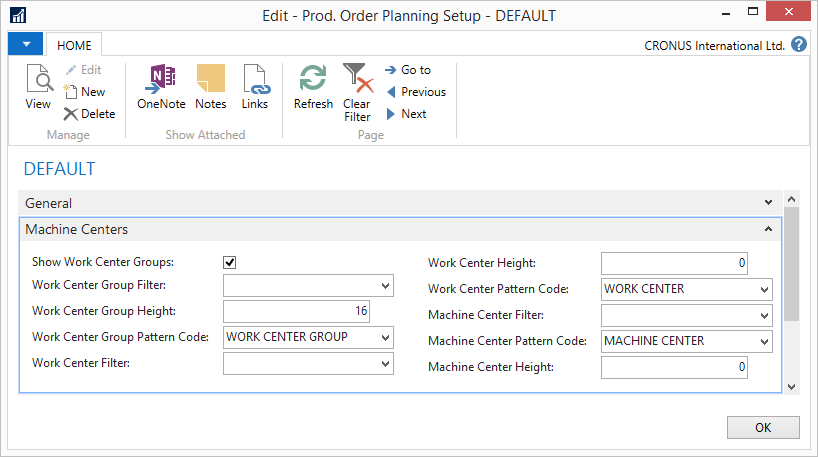 Edit - Prod. Order Planning Setup - DEFAULT
HOME
CRONUS International Ltd. ?
View
Edit
New
Delete
Manage
OneNote
Notes
Links
Show Attached
Refresh
Clear
Filter
Go to
Previous
Next
Page
DEFAULT
General
Machine Centers
Show Work Center Groups:
Work Center Group Filter:
Work Center Group Height: 16
Work Center Group Pattern Code: WORK CENTER GROUP
Work Center Filter:
Work Center Height: 0
Work Center Pattern Code: WORK CENTER
Machine Center Filter:
Machine Center Pattern Code: MACHINE CENTER
Machine Center Height: 0
OK